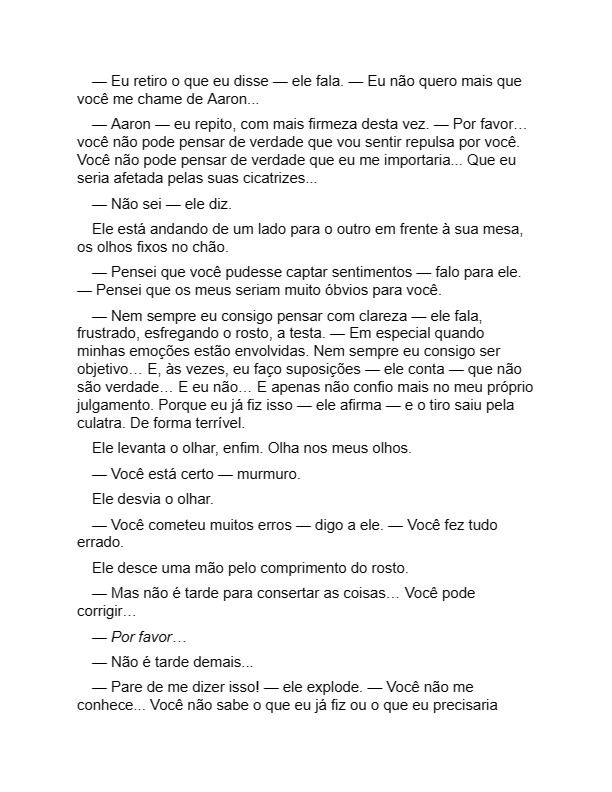 — Eu retiro o que eu disse — ele fala. — Eu não quero mais que
você me chame de Aaron...
— Aaron — eu repito, com mais firmeza desta vez. — Por favor…
você não pode pensar de verdade que vou sentir repulsa por você.
Você não pode pensar de verdade que eu me importaria... Que eu
seria afetada pelas suas cicatrizes...
— Não sei — ele diz.
Ele está andando de um lado para o outro em frente à sua mesa,
os olhos fixos no chão.
— Pensei que você pudesse captar sentimentos — falo para ele.
— Pensei que os meus seriam muito óbvios para você.
— Nem sempre eu consigo pensar com clareza — ele fala,
frustrado, esfregando o rosto, a testa. — Em especial quando
minhas emoções estão envolvidas. Nem sempre eu consigo ser
objetivo… E, às vezes, eu faço suposições — ele conta — que não
são verdade… E eu não… E apenas não confio mais no meu próprio
julgamento. Porque eu já fiz isso — ele afirma — e o tiro saiu pela
culatra. De forma terrível.
Ele levanta o olhar, enfim. Olha nos meus olhos.
— Você está certo — murmuro.
Ele desvia o olhar.
— Você cometeu muitos erros — digo a ele. — Você fez tudo
errado.
Ele desce uma mão pelo comprimento do rosto.
— Mas não é tarde para consertar as coisas… Você pode
corrigir…
— Por favor…
— Não é tarde demais...
— Pare de me dizer isso! — ele explode. — Você não me
conhece... Você não sabe o que eu já fiz ou o que eu precisaria